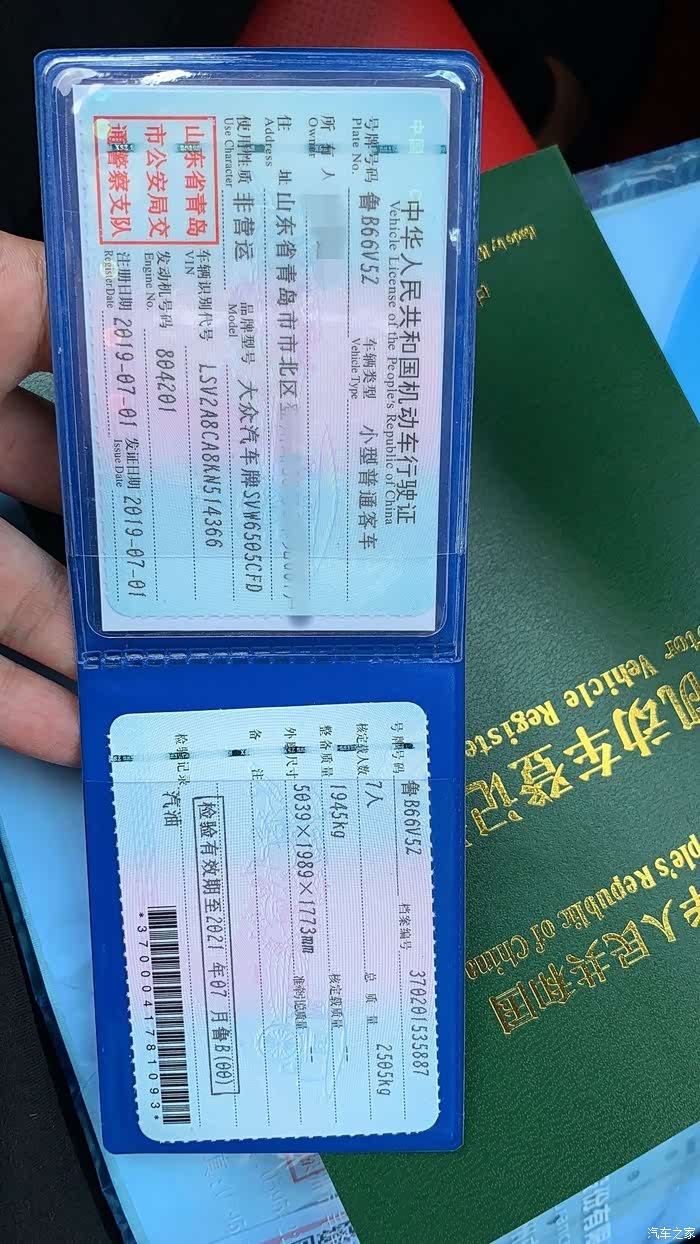 中华人民共和国机动车行驶证
Vehicle License of the People's Republic of China
号牌号码 鲁B66V52 车辆类型 小型普通客车
Plate No. Vehicle Type
所有人
Owner
住址 山东省青岛市市北区
Address
使用性质 非营运 品牌型号 大众汽车牌SVW6505CFD
Use Character Model
山东省青岛
市公安局交
通警察支队
车辆识别代号 LSV2A8CA8KN514366
VIN
发动机号码 804201
Engine No.
注册日期 2019-07-01 发证日期 2019-07-01
Register Date Issue Date
号牌号码 鲁B66V52 档案编号 370201535887
核定载人数 7人 总质量 2505kg
整备质量 1945kg 核定载质量 --
外廓尺寸 5039×1989×1773mm 准牵引总质量 --
备注
检验有效期至2021年07月鲁B(00)
检验记录 汽油
*3700041781093*
华人民共和国
ple's Republic of China
机动车登记
tor Vehicle Registe
汽车之家